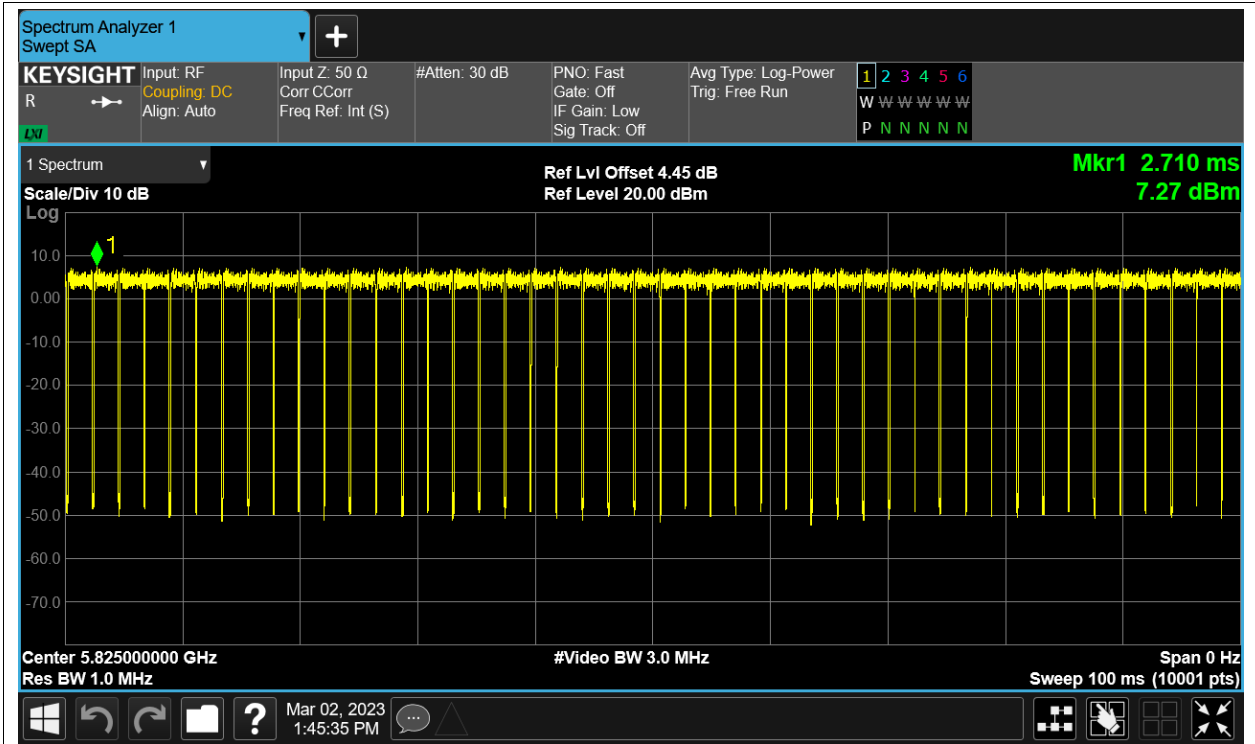 Spectrum Analyzer 1
Swept SA
KEYSIGHT
R
LXI
Input: RF
Coupling: DC
Align: Auto
Input Z: 50 Ω
Corr CCorr
Freq Ref: Int (S)
#Atten: 30 dB
PNO: Fast
Gate: Off
IF Gain: Low
Sig Track: Off
Avg Type: Log-Power
Trig: Free Run
1 2 3 4 5 6
W W W W W W
P N N N N N
1 Spectrum
Scale/Div 10 dB
Ref Lvl Offset 4.45 dB
Ref Level 20.00 dBm
Mkr1 2.710 ms
7.27 dBm
Log
1
10.0
0.00
-10.0
-20.0
-30.0
-40.0
-50.0
-60.0
-70.0
Center 5.825000000 GHz
Res BW 1.0 MHz
#Video BW 3.0 MHz
Span 0 Hz
Sweep 100 ms (10001 pts)
?
Mar 02, 2023
1:45:35 PM